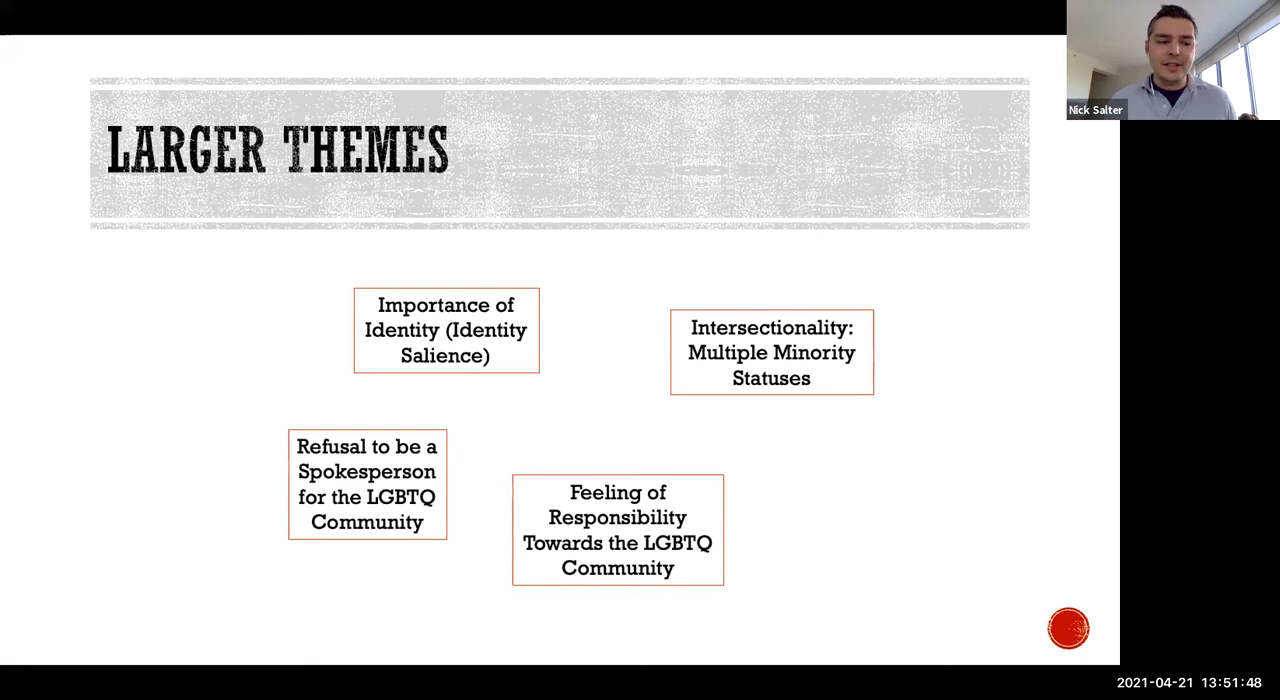 Nick Salter
LARGER THEMES
Importance of
Identity (Identity
Salience)
Intersectionality:
Multiple Minority
Statuses
Refusal to be a
Spokesperson
for the LGBTQ
Community
Feeling of
Responsibility
Towards the LGBTQ
Community
2021-04-21 13:51:48